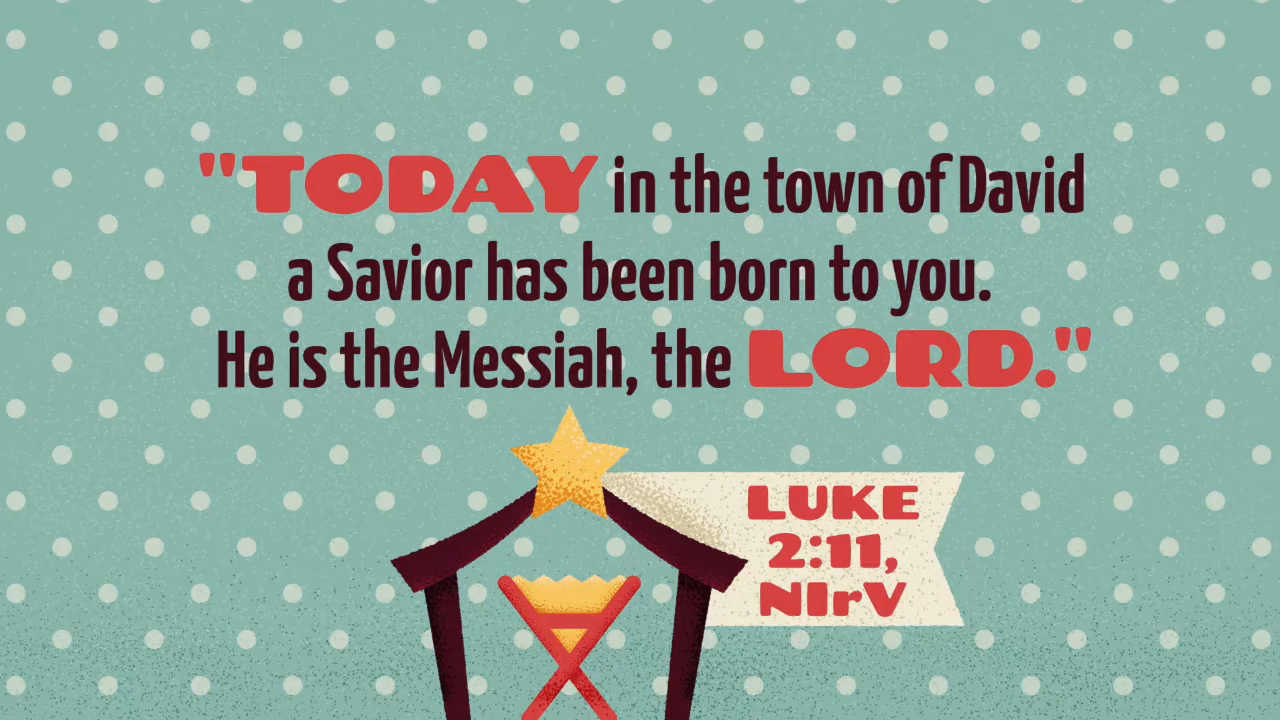 "TODAY in the town of David
a Savior has been born to you.
He is the Messiah, the LORD."
LUKE
2:11,
NIrV